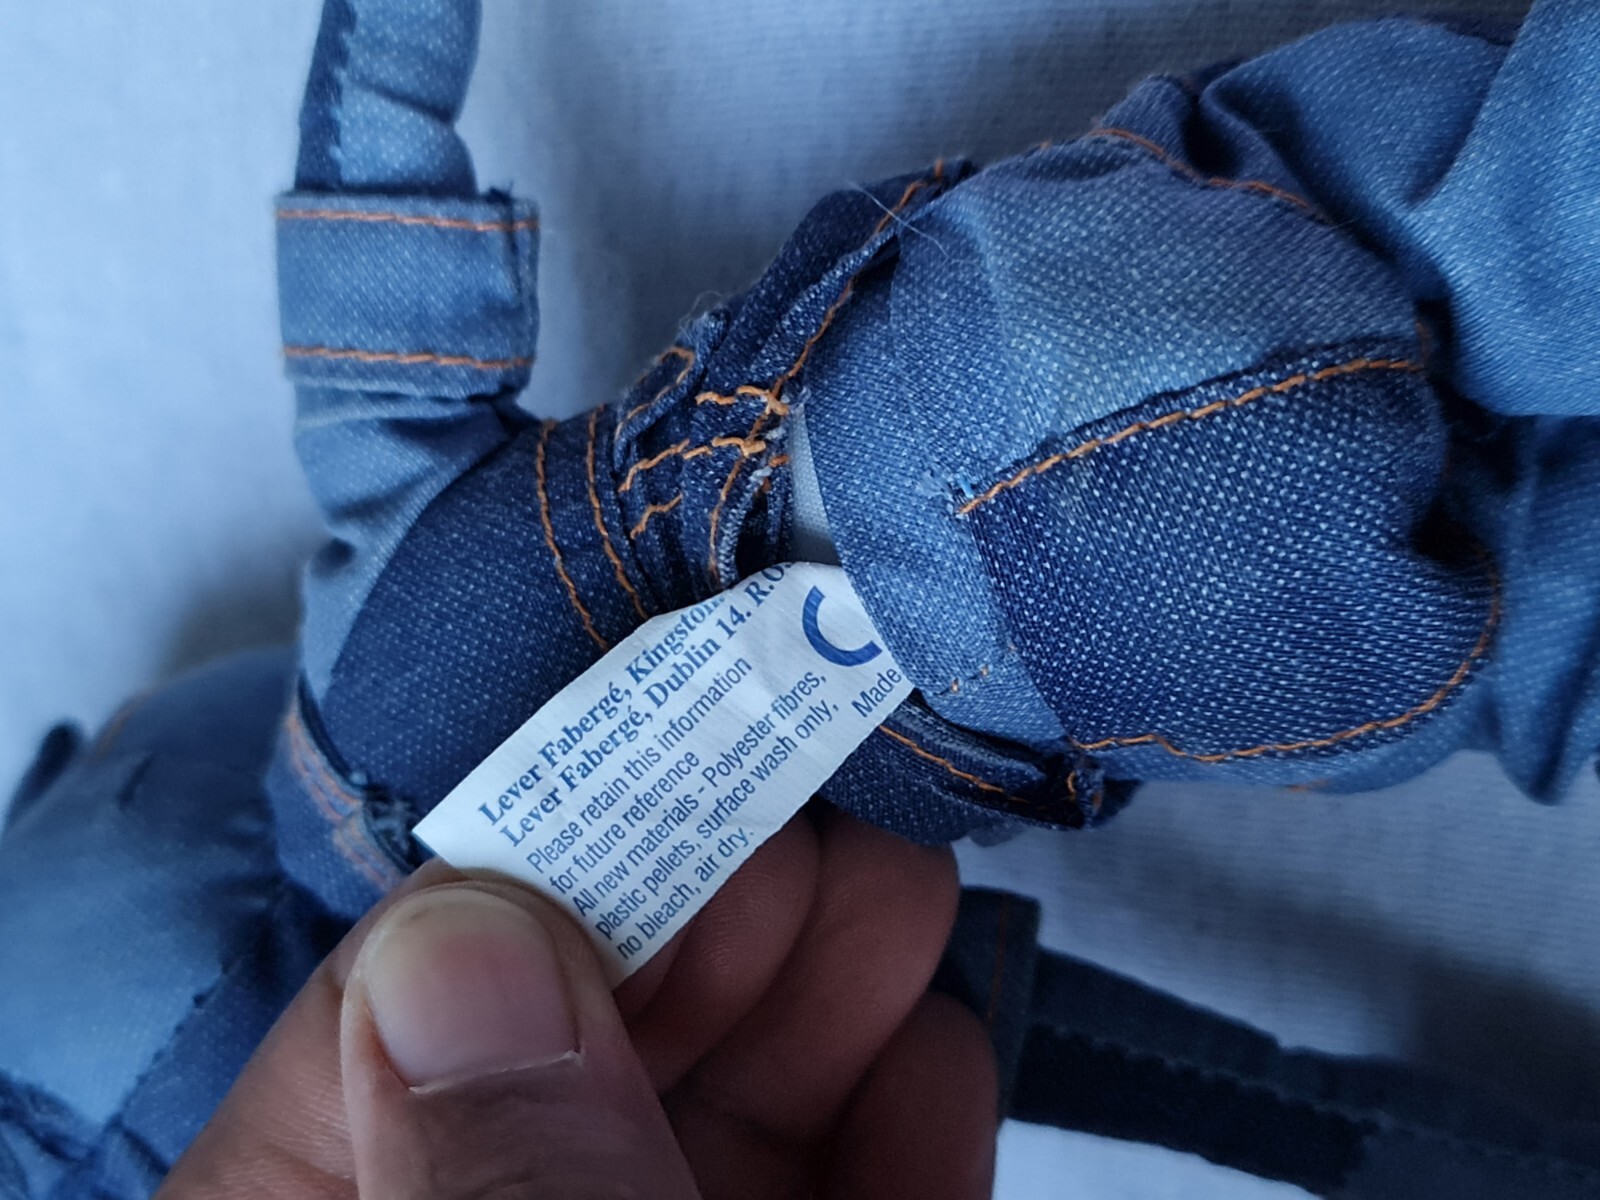 Lever Fabergé, Kingston
Lever Fabergé, Dublin 14. R.O.
Please retain this information
for future reference
All new materials - Polyester fibres,
plastic pellets, surface wash only,
no bleach, air dry.
C
Made